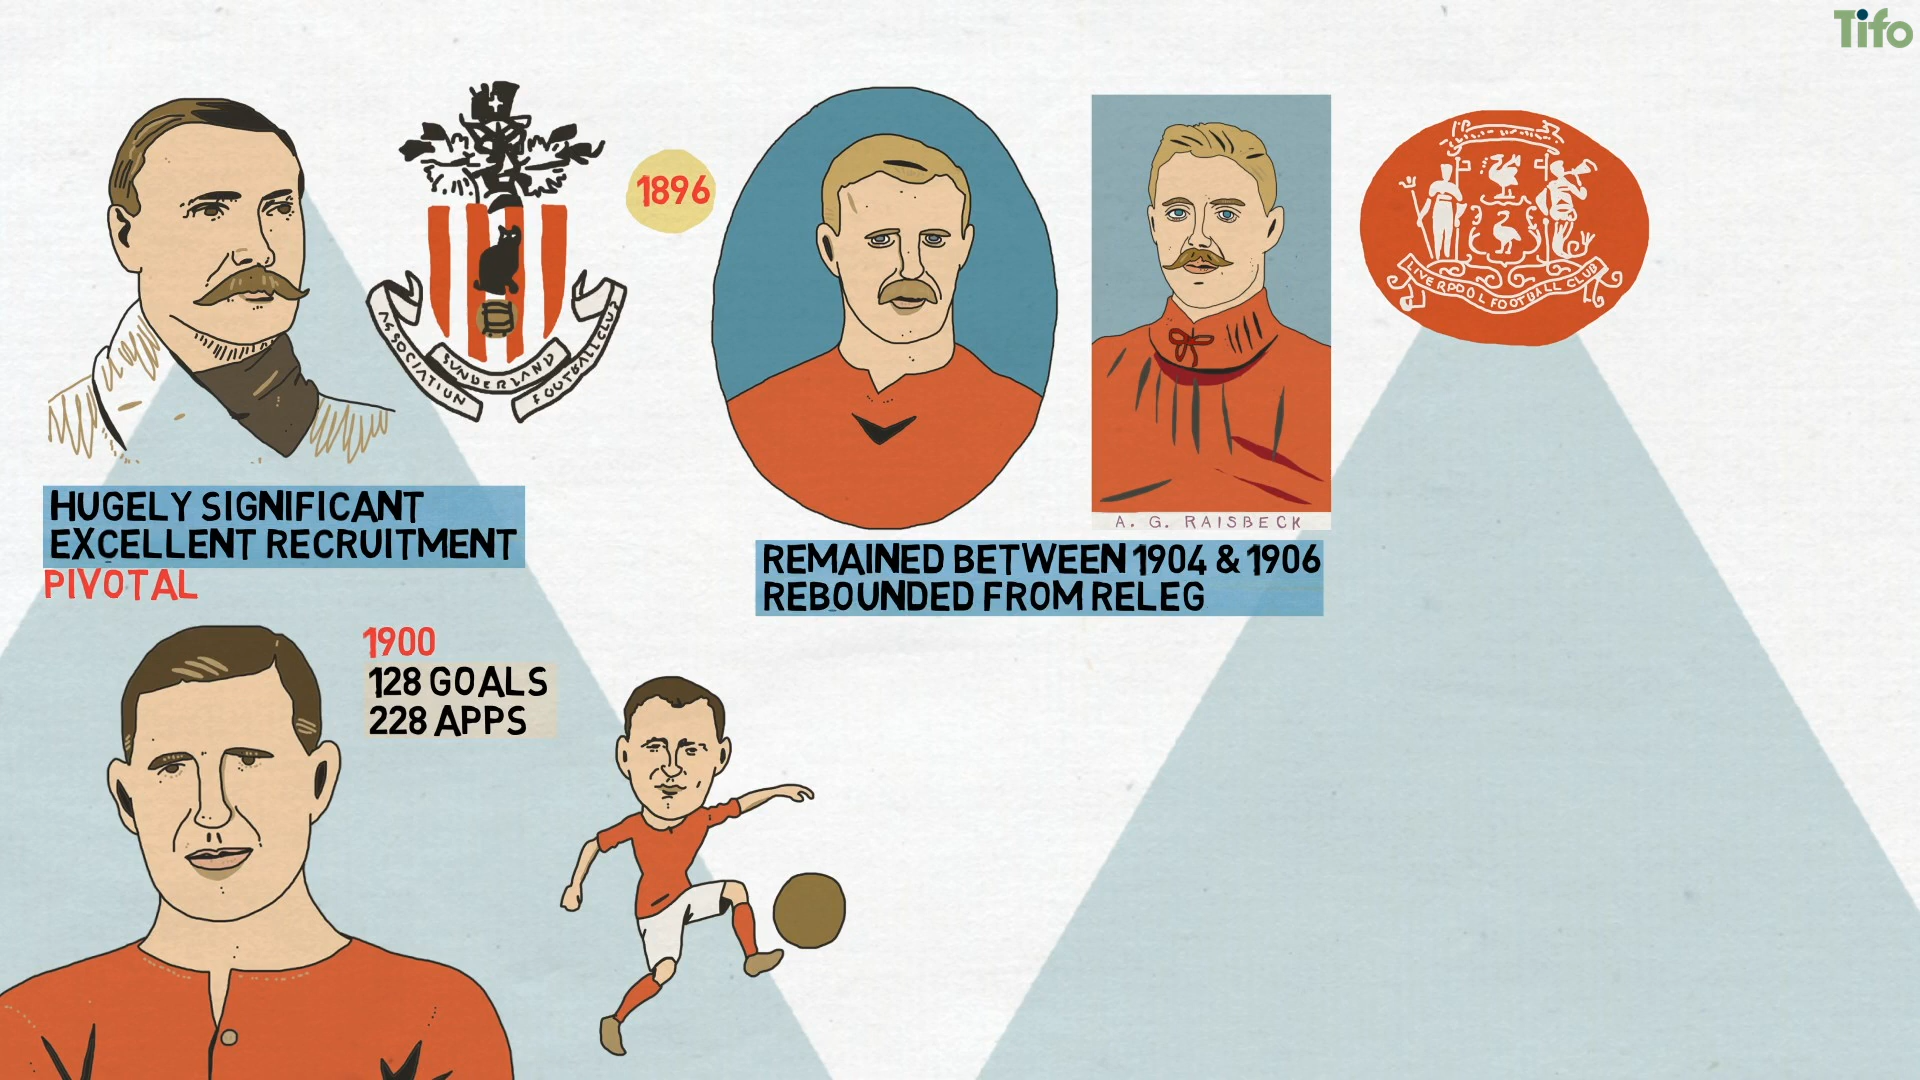 Tifo
1896
ASSOCIATION
SUNDERLAND
FOOTBALL CLUB
LIVERPOOL FOOTBALL CLUB
HUGELY SIGNIFICANT
EXCELLENT RECRUITMENT
PIVOTAL
A. G. RAISBECK
REMAINED BETWEEN 1904 & 1906
REBOUNDED FROM RELEG
1900
128 GOALS
228 APPS